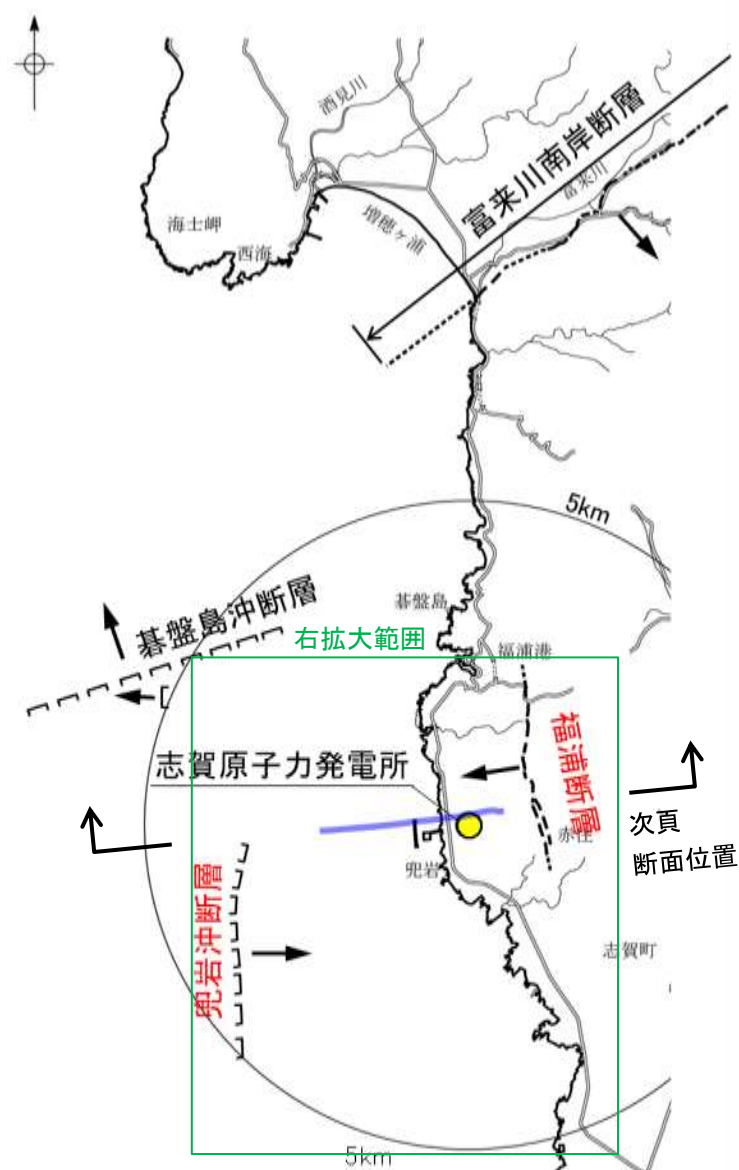 酒見川
富来川南岸断層
富来川
海士岬
西海
増穂ヶ浦
5km
碁盤島
碁盤島沖断層
右拡大範囲
福浦港
福浦断層
志賀原子力発電所
次頁
断面位置
赤住
兜岩
兜岩沖断層
志賀町
5km